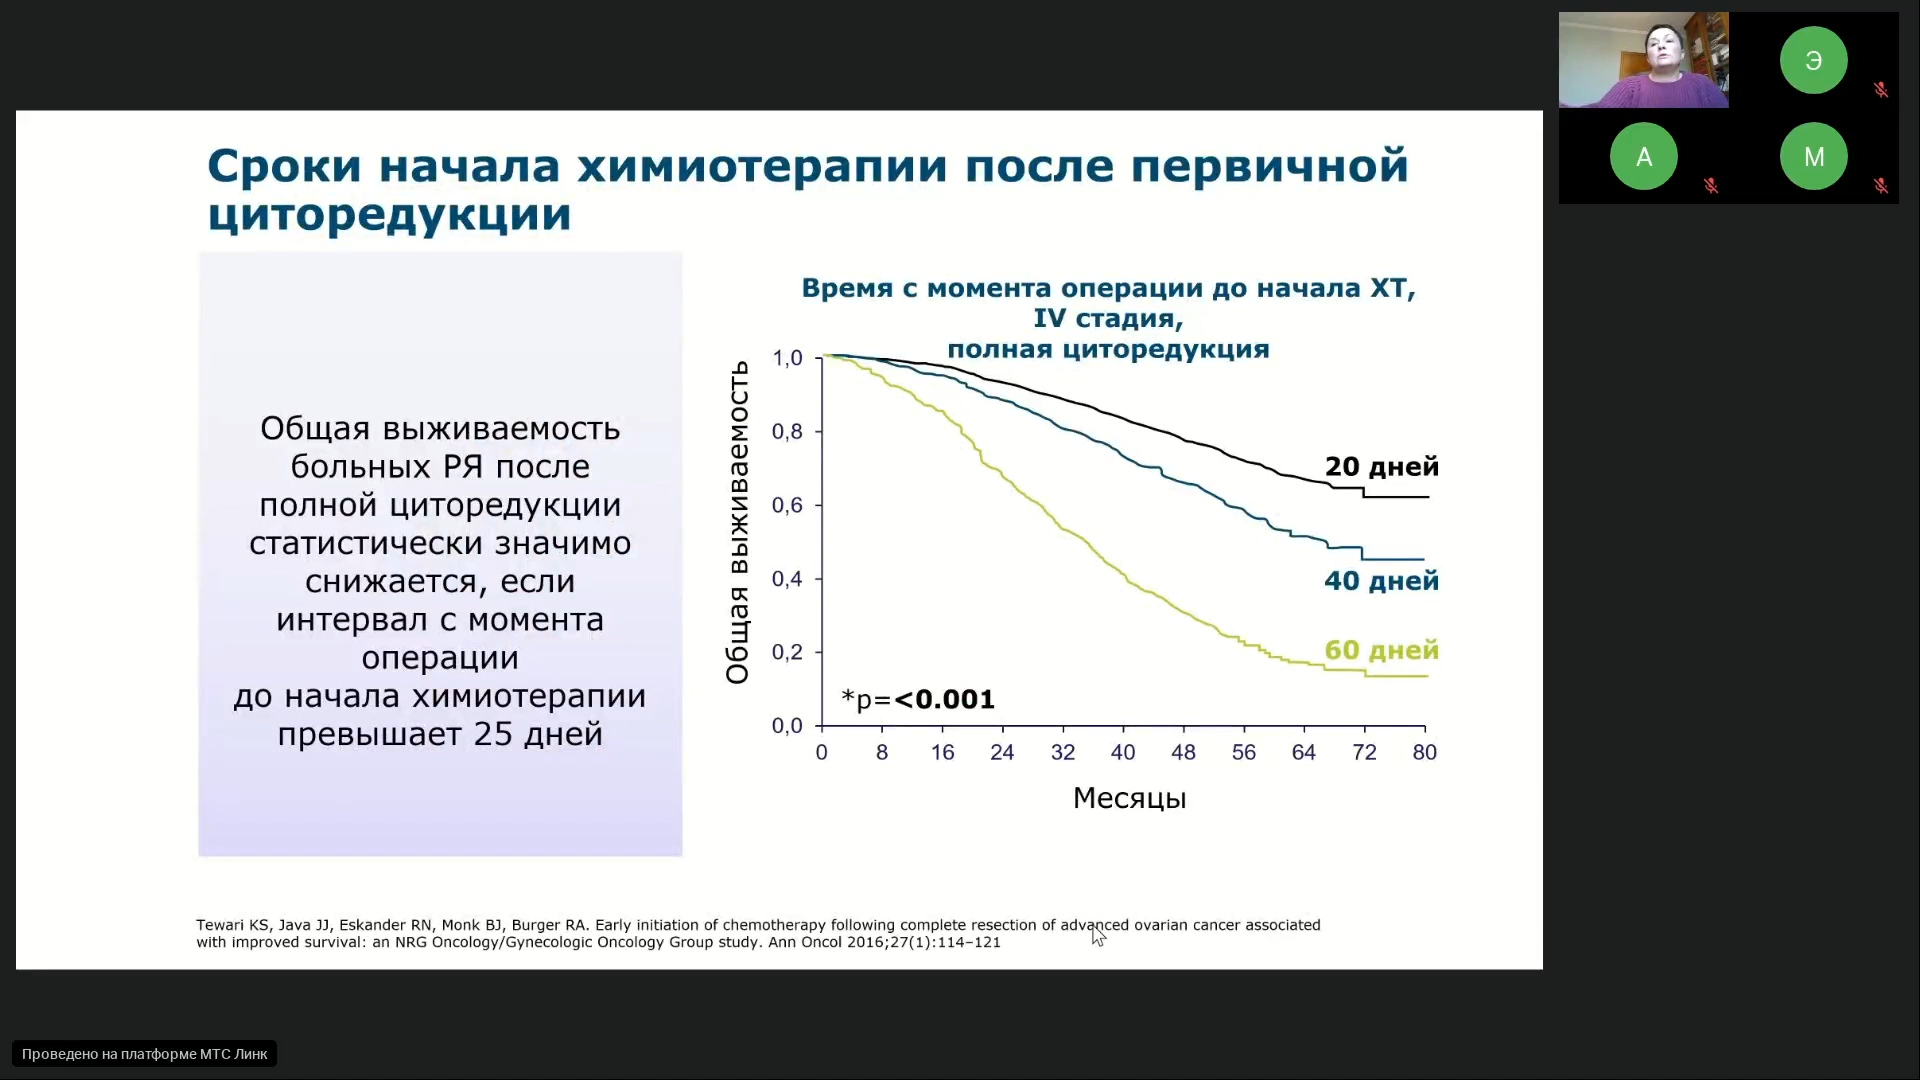 Э
А
М
Сроки начала химиотерапии после первичной
циторедукции
Общая выживаемость
больных РЯ после
полной циторедукции
статистически значимо
снижается, если
интервал с момента
операции
до начала химиотерапии
превышает 25 дней
Время с момента операции до начала ХТ,
IV стадия,
полная циторедукция
Общая выживаемость
1,0
0,8
0,6
0,4
0,2
0,0
20 дней
40 дней
60 дней
*p=<0.001
0 8 16 24 32 40 48 56 64 72 80
Месяцы
Tewari KS, Java JJ, Eskander RN, Monk BJ, Burger RA. Early initiation of chemotherapy following complete resection of advanced ovarian cancer associated
with improved survival: an NRG Oncology/Gynecologic Oncology Group study. Ann Oncol 2016;27(1):114–121
Проведено на платформе МТС Линк